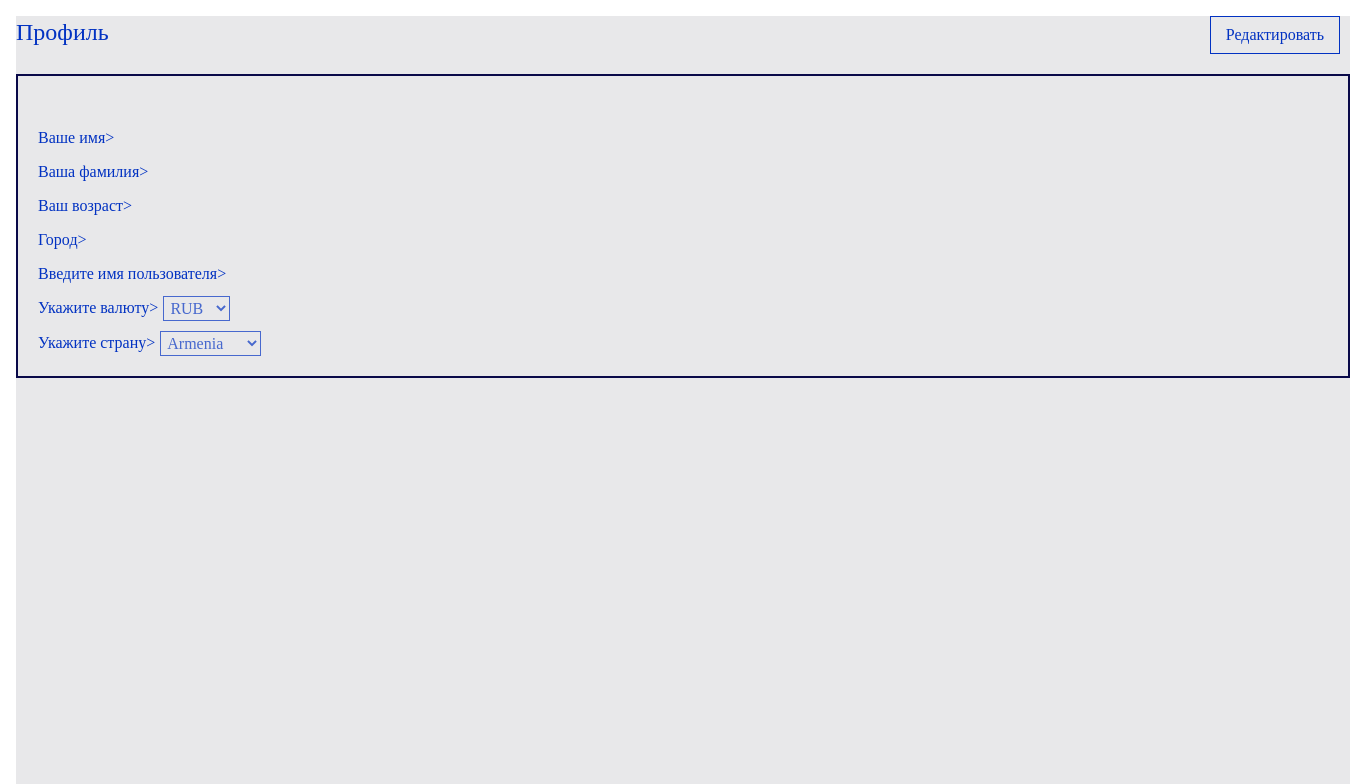 Профиль
Редактировать
Ваше имя>
Ваша фамилия>
Ваш возраст>
Город>
Введите имя пользователя>
Укажите валюту> RUB
Укажите страну> Armenia